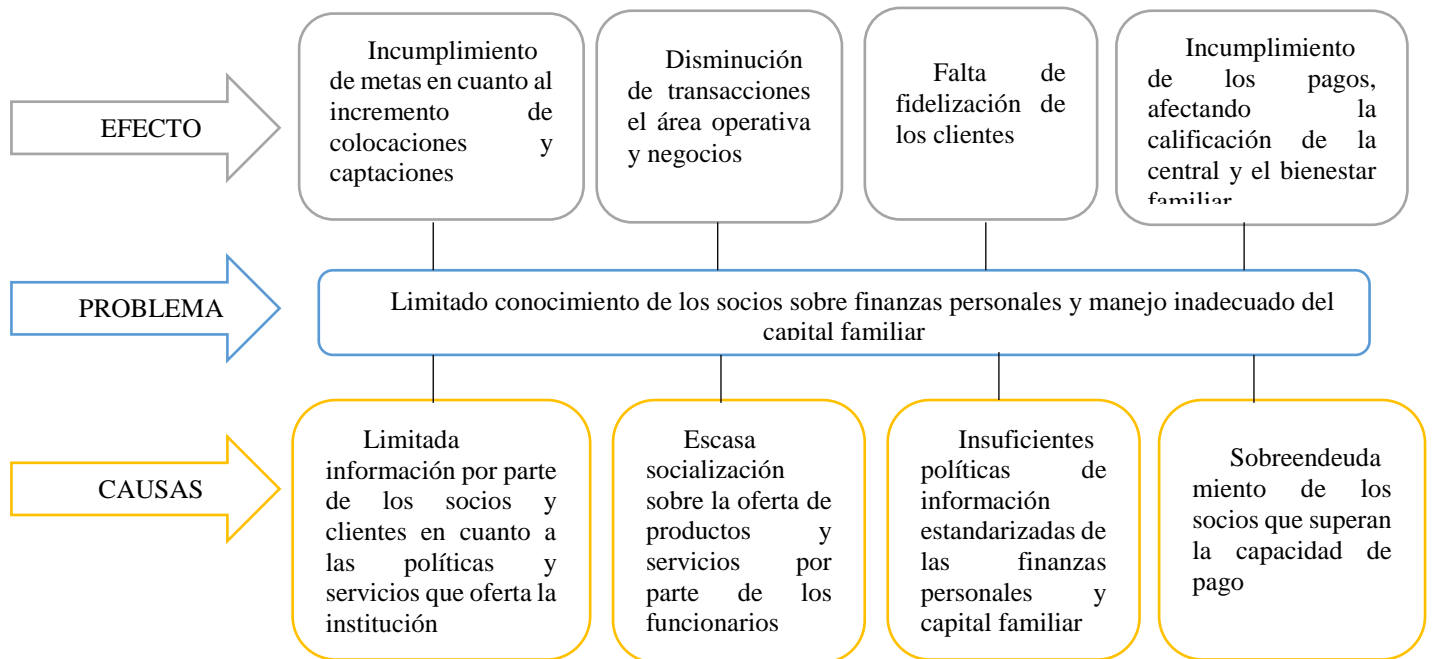 EFECTO
Incumplimiento
de metas en cuanto al
incremento de
colocaciones y
captaciones
Disminución
de transacciones
el área operativa
y negocios
Falta de
fidelización de
los clientes
Incumplimiento
de los pagos,
afectando la
calificación de la
central y el bienestar
familiar
PROBLEMA
Limitado conocimiento de los socios sobre finanzas personales y manejo inadecuado del
capital familiar
CAUSAS
Limitada
información por parte
de los socios y
clientes en cuanto a
las políticas y
servicios que oferta la
institución
Escasa
socialización
sobre la oferta de
productos y
servicios por
parte de los
funcionarios
Insuficientes
políticas de
información
estandarizadas de
las finanzas
personales y
capital familiar
Sobreendeuda
miento de los
socios que superan
la capacidad de
pago